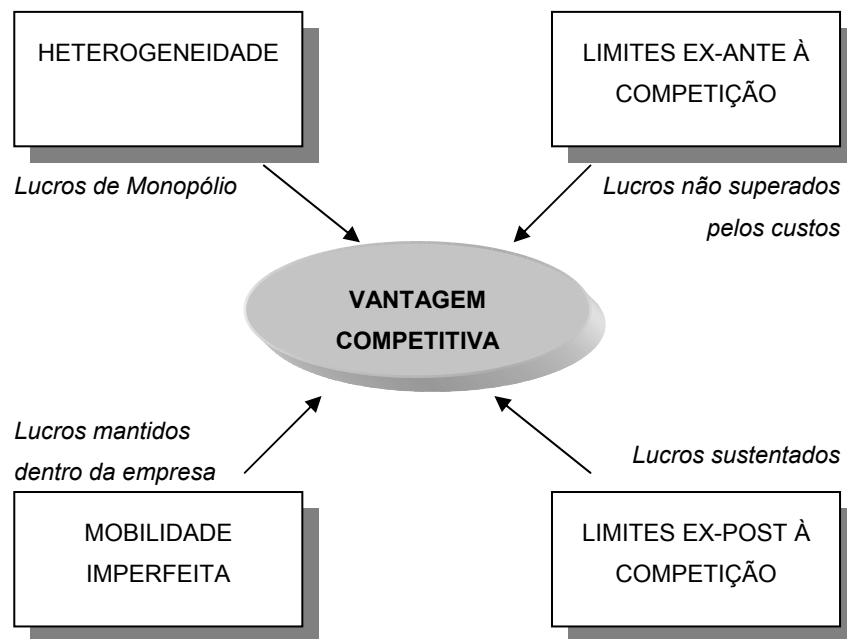 HETEROGENEIDADE
LIMITES EX-ANTE À
COMPETIÇÃO
Lucros de Monopólio
Lucros não superados
pelos custos
VANTAGEM
COMPETITIVA
Lucros mantidos
dentro da empresa
Lucros sustentados
MOBILIDADE
IMPERFEITA
LIMITES EX-POST À
COMPETIÇÃO